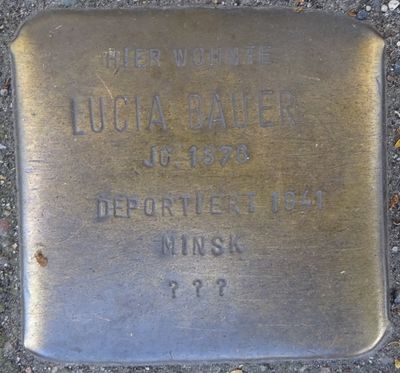 HIER WOHNTE
LUCIA BAUER
JG. 1878
DEPORTIERT 1941
MINSK
? ? ?